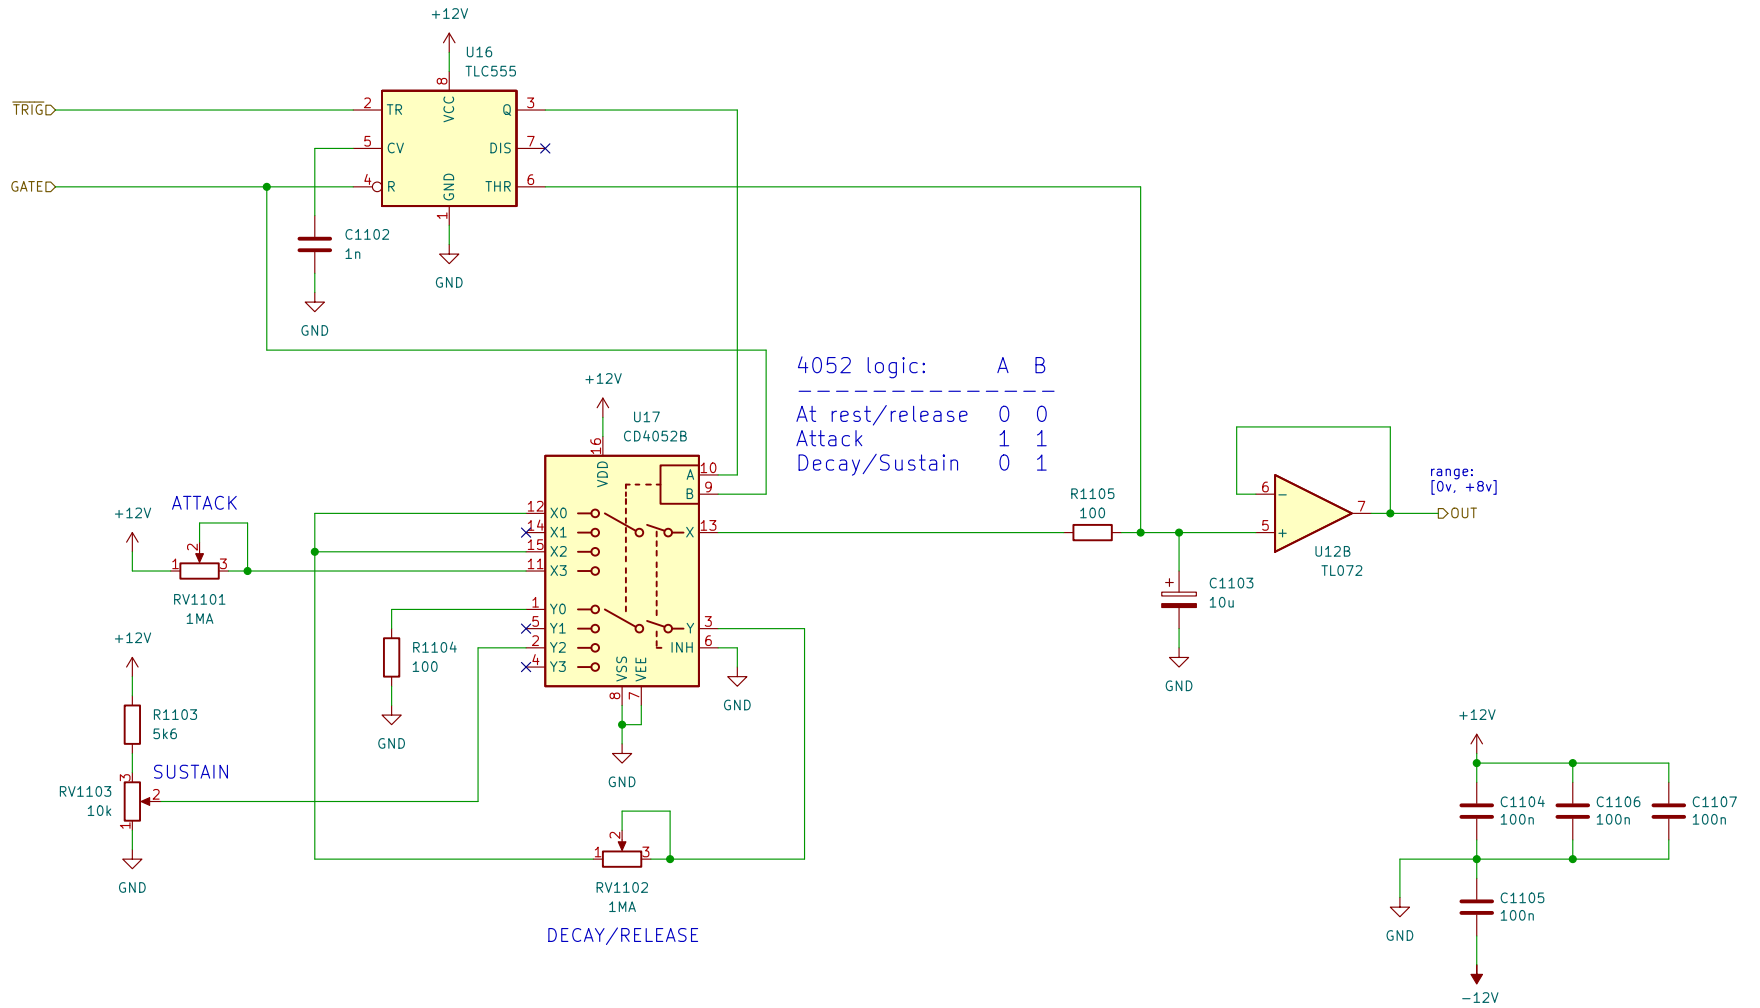 +12V
U16
TLC555
8
VCC
TRIG
2
TR
Q
3
5
CV
DIS
7
GATE
4
R
THR
6
GND
1
C1102
1n
GND
GND
4052 logic: A B
--------------
At rest/release 0 0
Attack 1 1
Decay/Sustain 0 1
+12V
U17
CD4052B
16
VDD
A
10
B
9
12
X0
14
X1
X
13
15
X2
11
X3
1
Y0
5
Y1
Y
3
2
Y2
INH
6
4
Y3
VSS
VEE
8
7
GND
GND
ATTACK
+12V
2
1
3
RV1101
1MA
+12V
R1103
5k6
SUSTAIN
3
RV1103
10k
2
1
GND
R1104
100
GND
2
1
3
RV1102
1MA
DECAY/RELEASE
R1105
100
C1103
+
10u
GND
6
-
5
+
7
U12B
TL072
range:
[0v, +8v]
OUT
+12V
C1104
100n
C1106
100n
C1107
100n
C1105
100n
GND
-12V